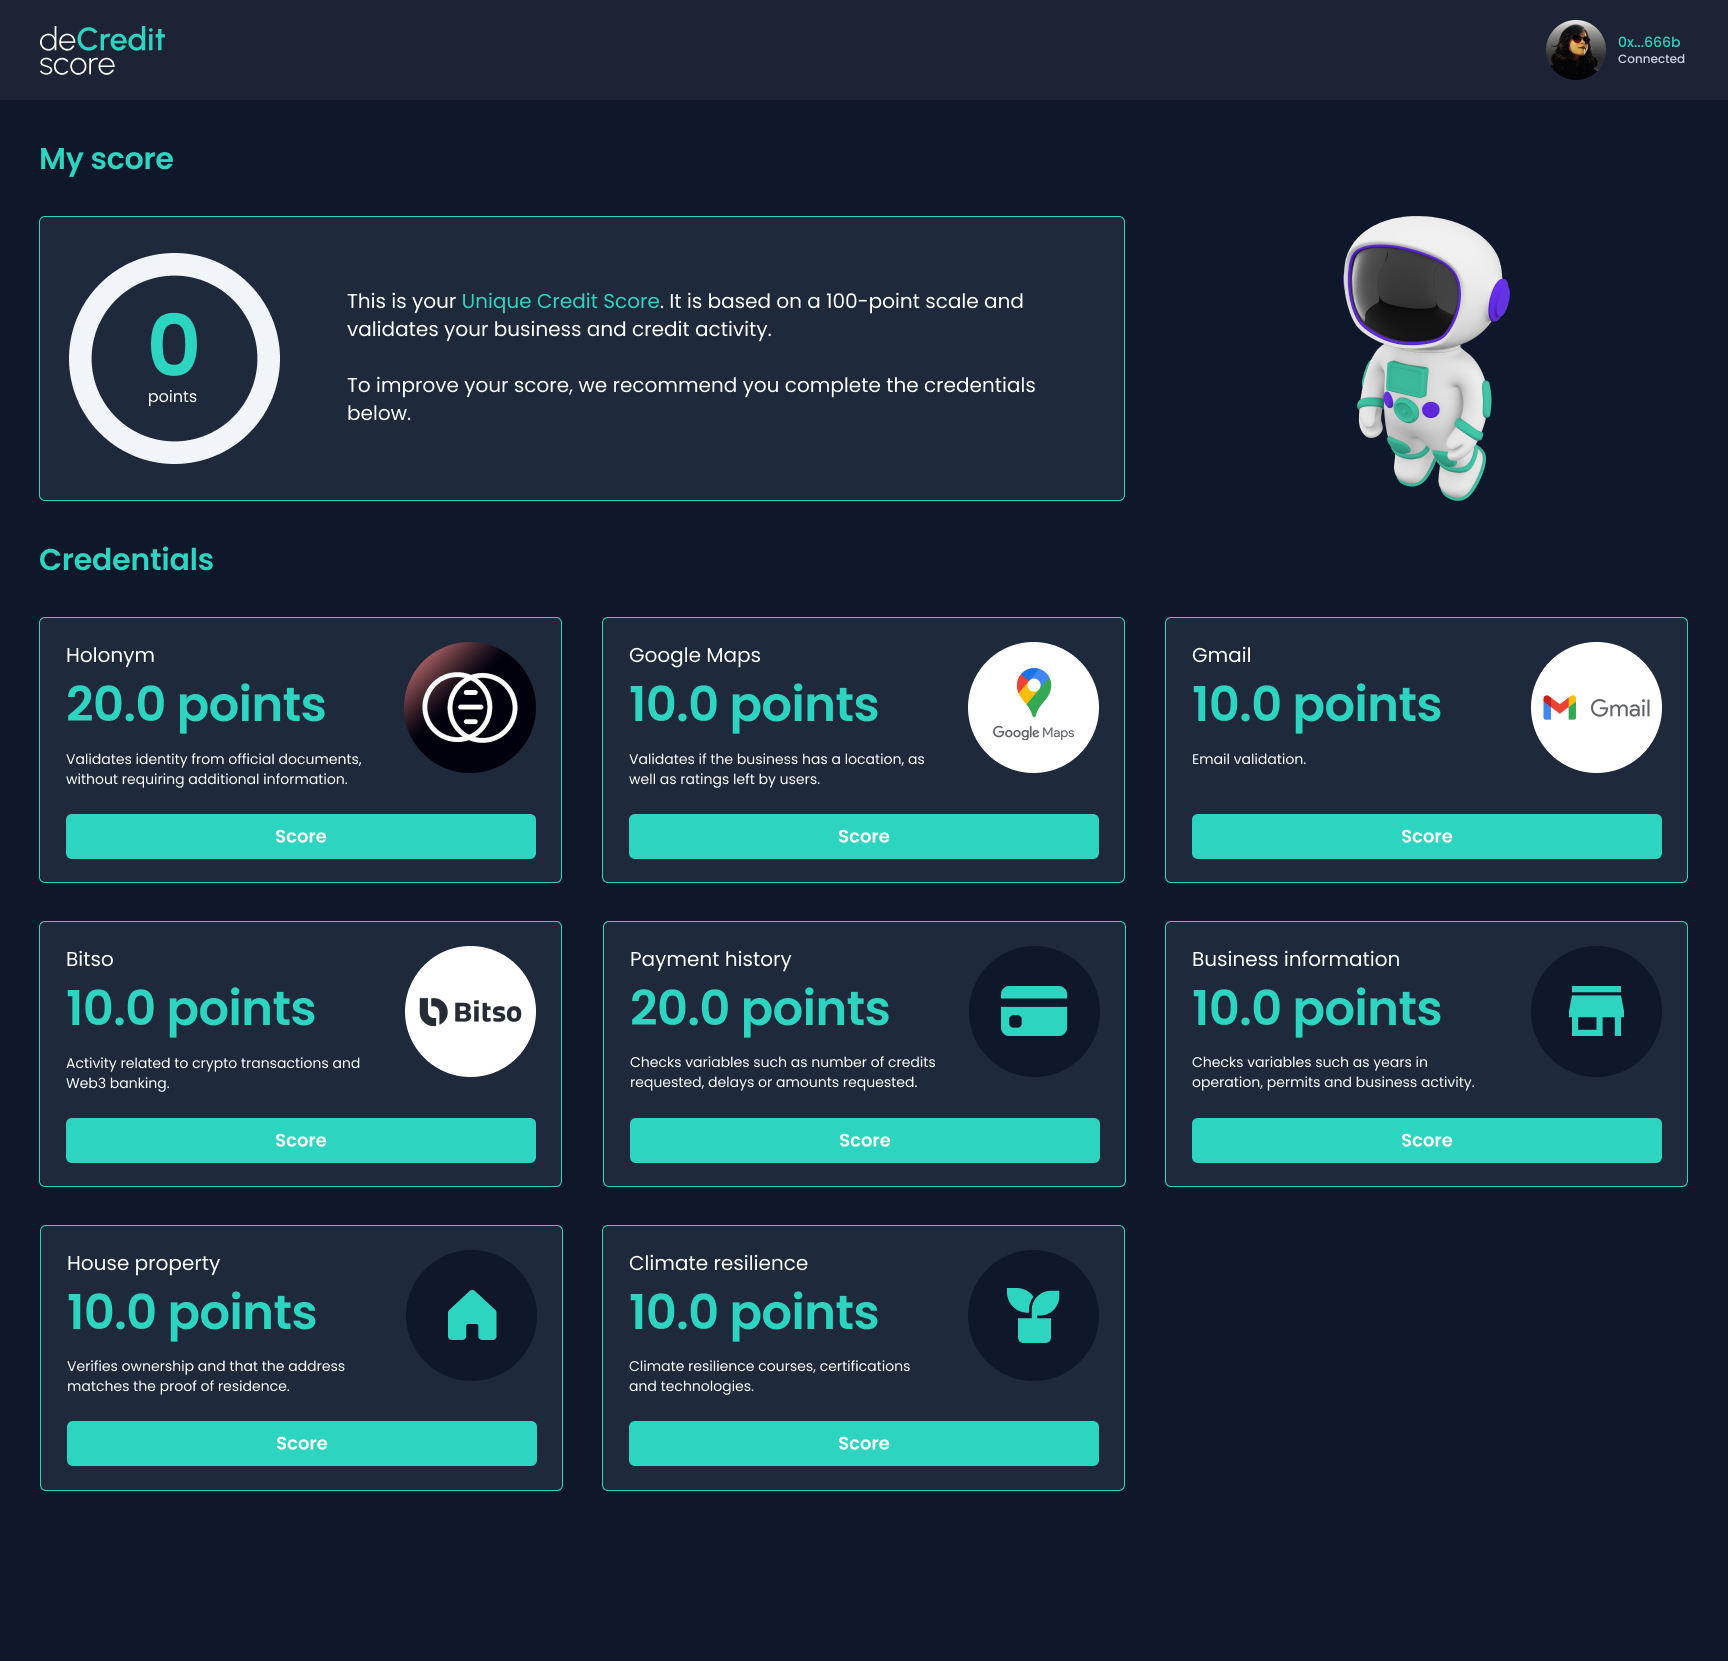 deCredit
score
0x...666b
Connected
My score
0
points
This is your Unique Credit Score. It is based on a 100-point scale and
validates your business and credit activity.
To improve your score, we recommend you complete the credentials
below.
Credentials
Holonym
20.0 points
Validates identity from official documents,
without requiring additional information.
Score
Google Maps
10.0 points
Validates if the business has a location, as
well as ratings left by users.
Google Maps
Score
Gmail
10.0 points
Email validation.
Gmail
Score
Bitso
10.0 points
Activity related to crypto transactions and
Web3 banking.
Bitso
Score
Payment history
20.0 points
Checks variables such as number of credits
requested, delays or amounts requested.
Score
Business information
10.0 points
Checks variables such as years in
operation, permits and business activity.
Score
House property
10.0 points
Verifies ownership and that the address
matches the proof of residence.
Score
Climate resilience
10.0 points
Climate resilience courses, certifications
and technologies.
Score